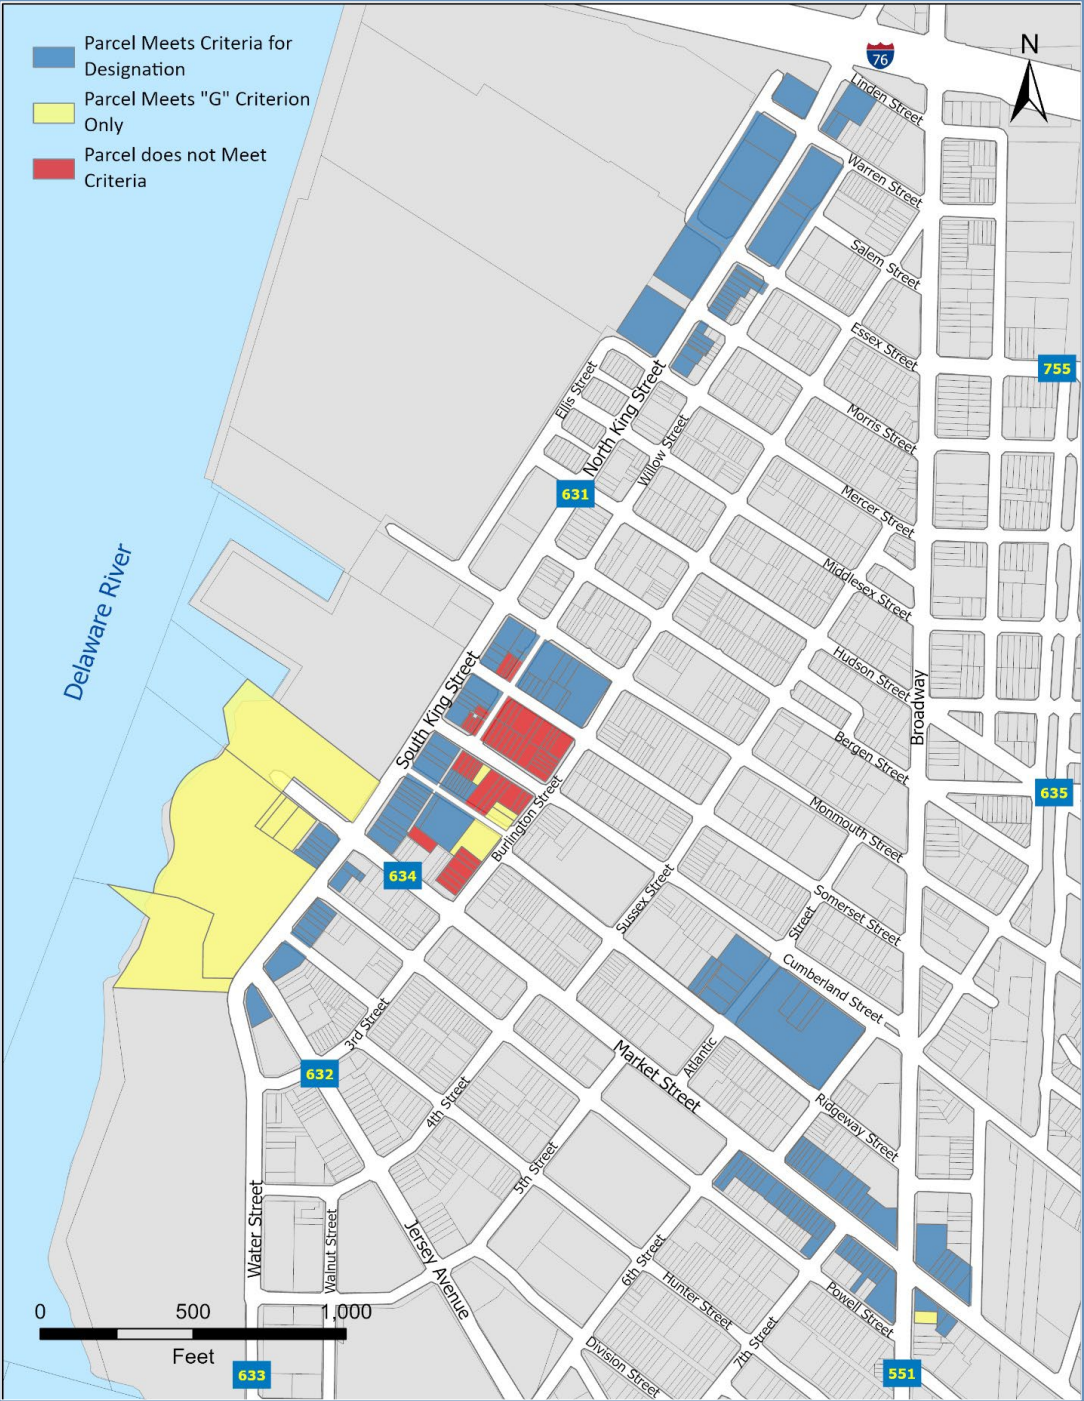 Parcel Meets Criteria for
Designation
Parcel Meets "G" Criterion
Only
Parcel does not Meet
Criteria
N
76
Linden Street
Warren Street
Salem Street
Essex Street
755
Ellis Street
North King Street
Willow Street
Morris Street
631
Mercer Street
Middlesex Street
Delaware River
Hudson Street
South King Street
Broadway
Bergen Street
635
Monmouth Street
Burlington Street
634
Sussex Street
Somerset Street
Street
Cumberland Street
3rd Street
632
Market Street
Atlantic
4th Street
Ridgeway Street
5th Street
Water Street
Walnut Street
Jersey Avenue
6th Street
Hunter Street
Powell Street
7th Street
Division Street
0 500 1,000
Feet
633
551